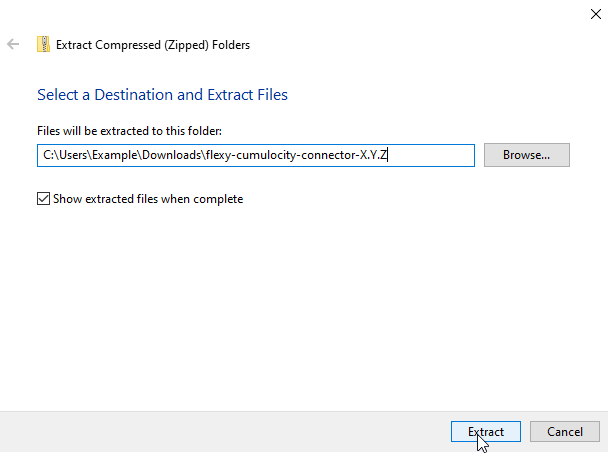 Extract Compressed (Zipped) Folders
Select a Destination and Extract Files
Files will be extracted to this folder:
C:\Users\Example\Downloads\flexy-cumulocity-connector-X.Y.Z
Browse...
Show extracted files when complete
Extract
Cancel